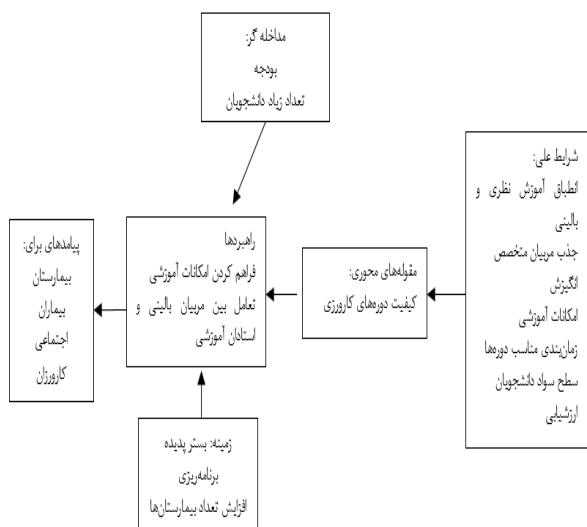 مداخله گر:
بودجه
تعداد زیاد دانشجویان
شرایط علی:
انطباق آموزش نظری و
بالینی
جذب مربیان متخصص
انگیزش
امکانات آموزشی
زمان‌بندی مناسب دوره‌ها
سطح سواد دانشجویان
ارزشیابی
مقوله‌های محوری:
کیفیت دوره‌های کارورزی
راهبردها
فراهم کردن امکانات آموزشی
تعامل بین مربیان بالینی و
استادان آموزشی
پیامدهای برای:
بیمارستان
بیماران
اجتماعی
کارورزان
زمینه: بستر پدیده
برنامه‌ریزی
افزایش تعداد بیمارستان‌ها